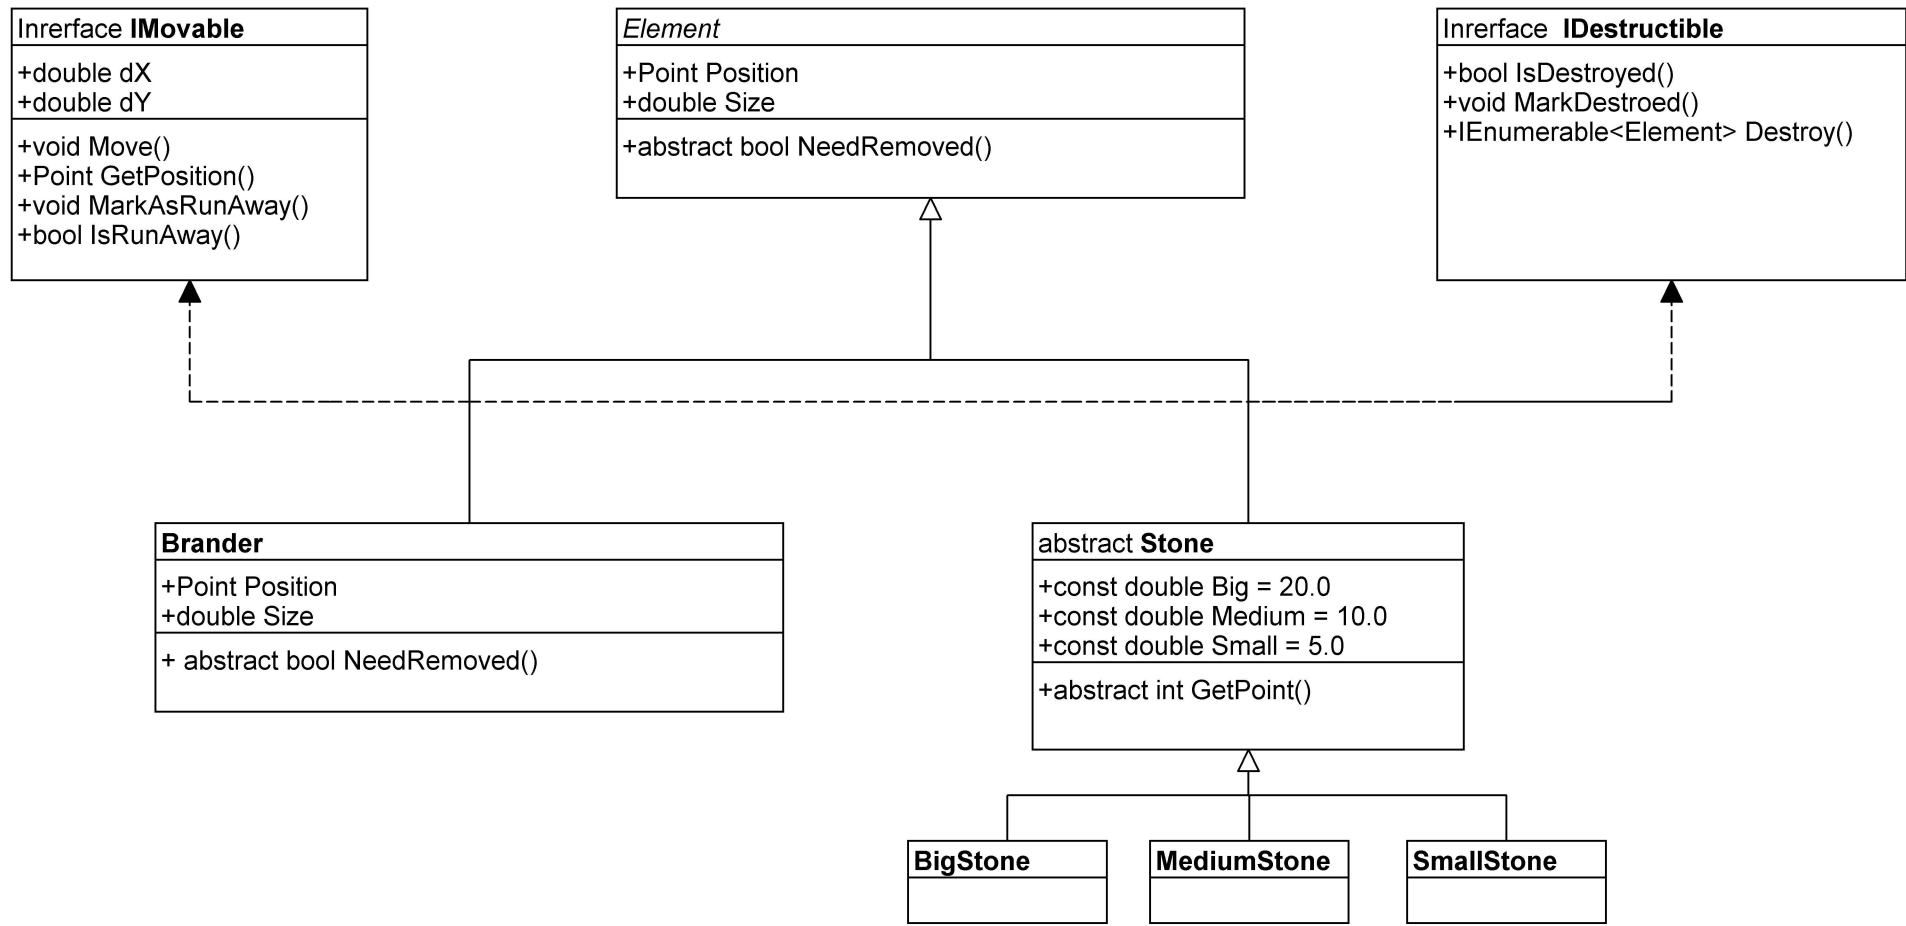 Inrerface IMovable
+double dX
+double dY
+void Move()
+Point GetPosition()
+void MarkAsRunAway()
+bool IsRunAway()
Element
+Point Position
+double Size
+abstract bool NeedRemoved()
Inrerface IDestructible
+bool IsDestroyed()
+void MarkDestroed()
+IEnumerable<Element> Destroy()
Brander
+Point Position
+double Size
+ abstract bool NeedRemoved()
abstract Stone
+const double Big = 20.0
+const double Medium = 10.0
+const double Small = 5.0
+abstract int GetPoint()
BigStone
MediumStone
SmallStone